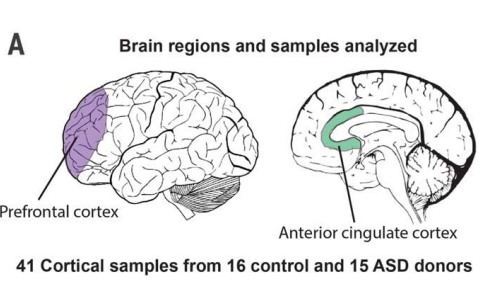 A
Brain regions and samples analyzed
Prefrontal cortex
Anterior cingulate cortex
41 Cortical samples from 16 control and 15 ASD donors